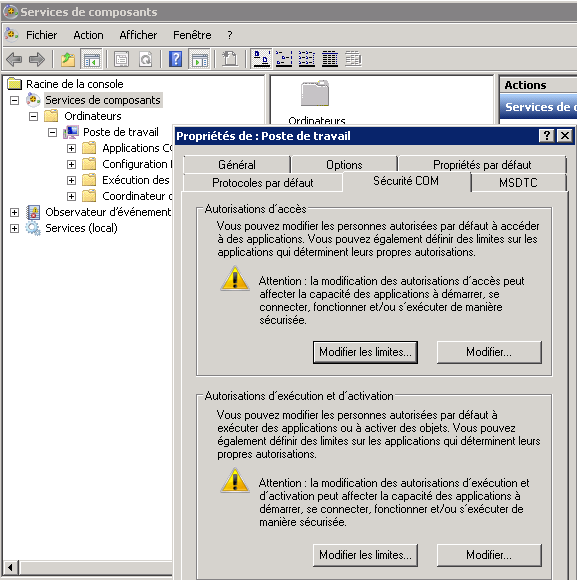 Services de composants
Fichier Action Afficher Fenêtre ?
Racine de la console
Services de composants
Ordinateurs
Poste de travail
Applications CO
Configuration
Exécution des
Coordinateur
Observateur d'événement
Services (local)
Ordinateurs
Actions
Services de
Propriétés de : Poste de travail
Général Options Propriétés par défaut
Protocoles par défaut Sécurité COM MSDTC
Autorisations d'accès
Vous pouvez modifier les personnes autorisées par défaut à accéder
à des applications. Vous pouvez également définir des limites sur les
applications qui déterminent leurs propres autorisations.
Attention : la modification des autorisations d'accès peut
affecter la capacité des applications à démarrer, se
connecter, fonctionner et/ou s'exécuter de manière
sécurisée.
Modifier les limites... Modifier...
Autorisations d'exécution et d'activation
Vous pouvez modifier les personnes autorisées par défaut à
exécuter des applications ou à activer des objets. Vous pouvez
également définir des limites sur les applications qui déterminent leurs
propres autorisations.
Attention : la modification des autorisations d'exécution et
d'activation peut affecter la capacité des applications à
démarrer, se connecter, fonctionner et/ou s'exécuter de
manière sécurisée.
Modifier les limites... Modifier...